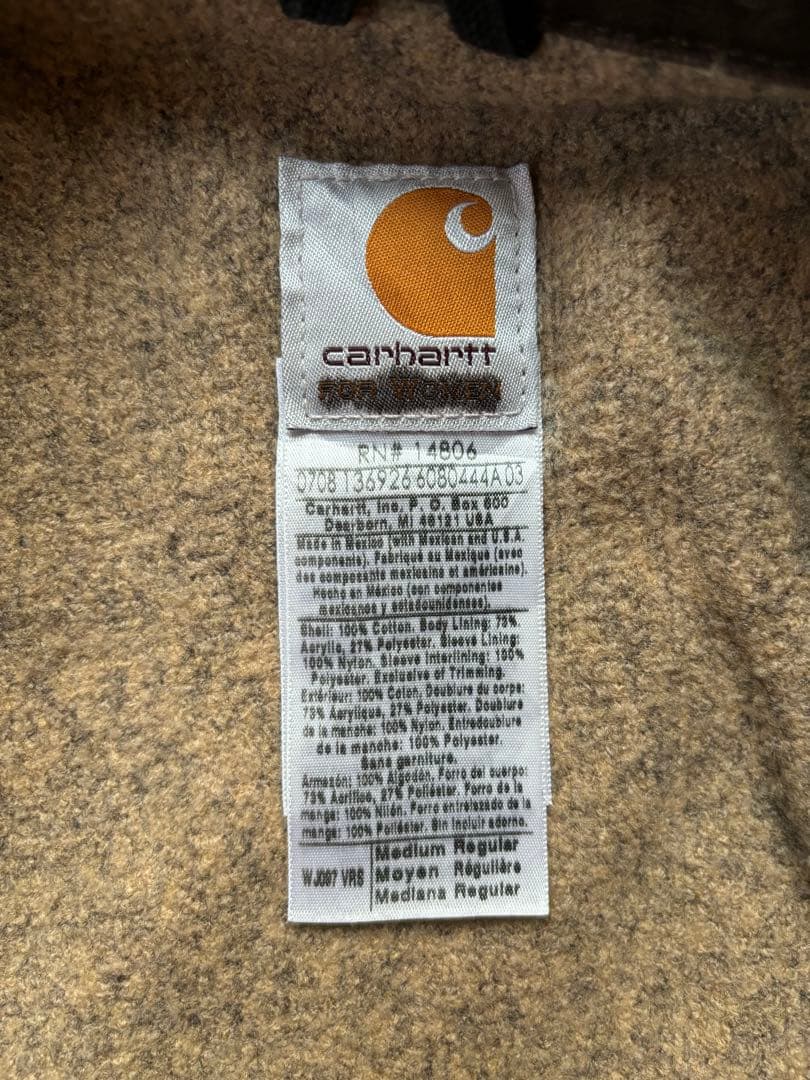 carhartt
FOR WOMEN
RN# 14806
0708 136926 6080444A 03
Carhartt, Inc, P. O. Box 600
Dearborn, MI 48121 USA
Made in Mexico (with Mexican and U.S.A.
components). Fabriqué au Mexique (avec
des composants mexicains et américains).
Hecho en México (con componentes
mexicanos y estadounidenses).
Shell: 100% Cotton. Body Lining: 73%
Acrylic, 27% Polyester. Sleeve Lining:
100% Nylon. Sleeve Interlining: 100%
Polyester. Exclusive of Trimming.
Extérieur: 100% Coton. Doublure du corps:
73% Acrylique, 27% Polyester. Doublure
de la manche: 100% Nylon. Entredoublure
de la manche: 100% Polyester.
Sans garniture.
Armazón: 100% Algodón. Forro del cuerpo:
73% Acrílico, 27% Poliéster. Forro de la
manga: 100% Nilón. Forro entrelazado de la
manga: 100% Poliéster. Sin incluir adorno.
WJ097 VRS
Medium Regular
Moyen Régulière
Mediana Regular